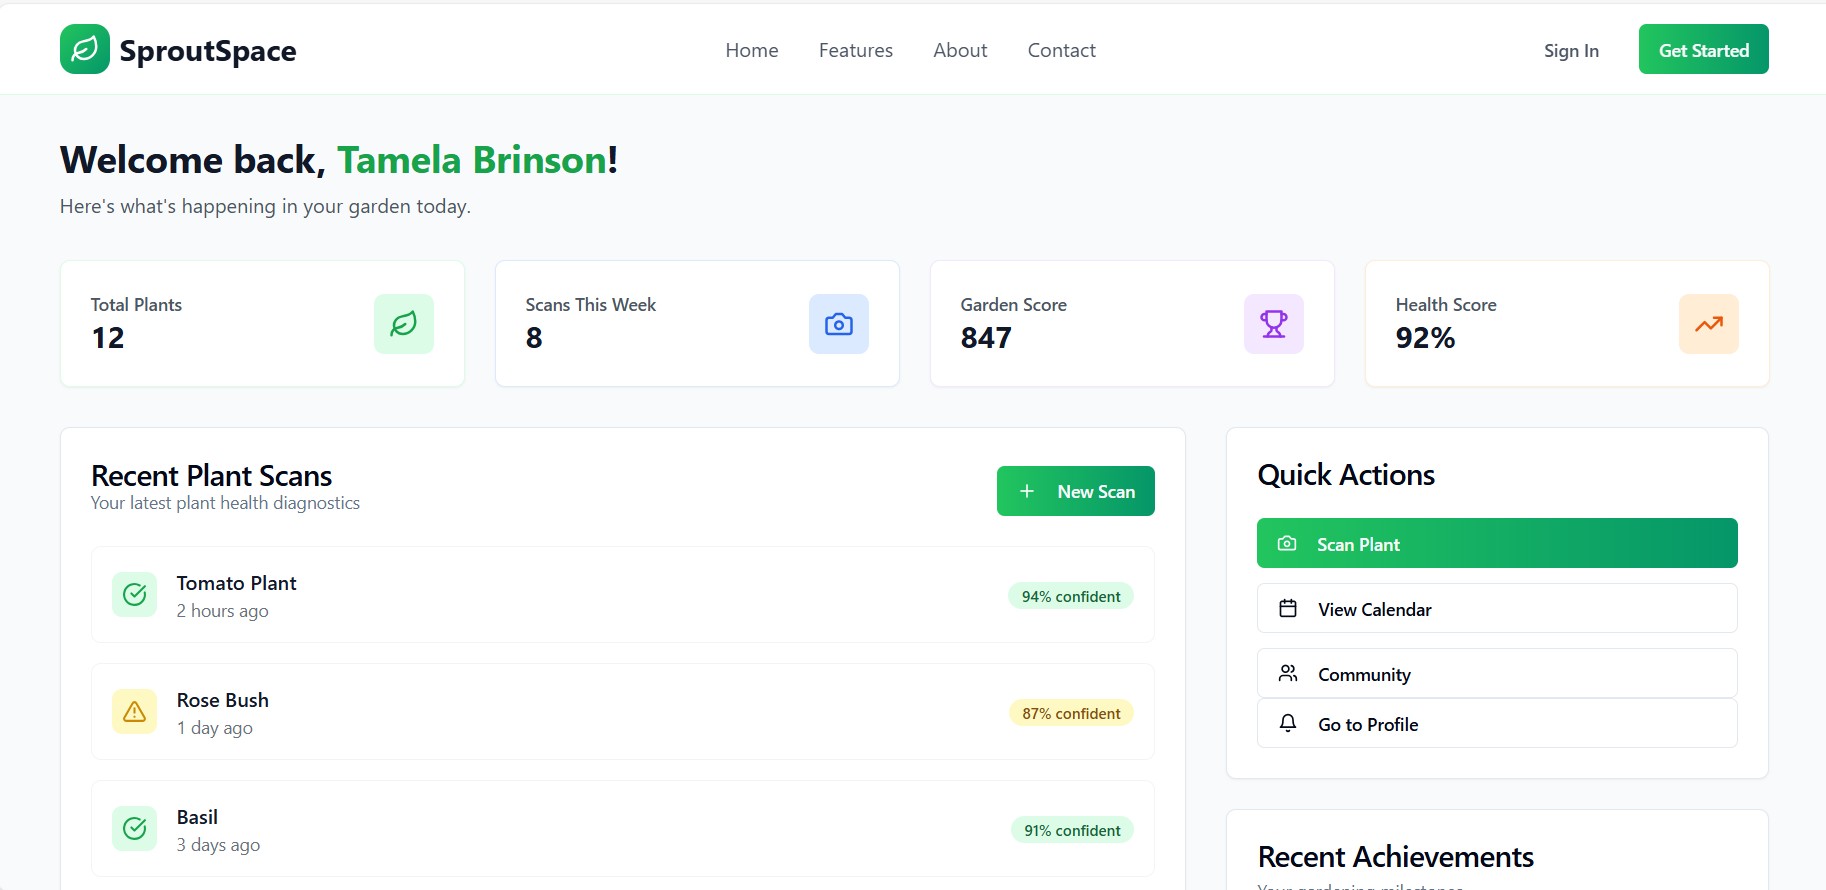 SproutSpace
Home Features About Contact
Sign In
Get Started
Welcome back, Tamela Brinson!
Here's what's happening in your garden today.
Total Plants
12
Scans This Week
8
Garden Score
847
Health Score
92%
Recent Plant Scans
Your latest plant health diagnostics
New Scan
Tomato Plant
2 hours ago
94% confident
Rose Bush
1 day ago
87% confident
Basil
3 days ago
91% confident
Quick Actions
Scan Plant
View Calendar
Community
Go to Profile
Recent Achievements
Your gardening milestones